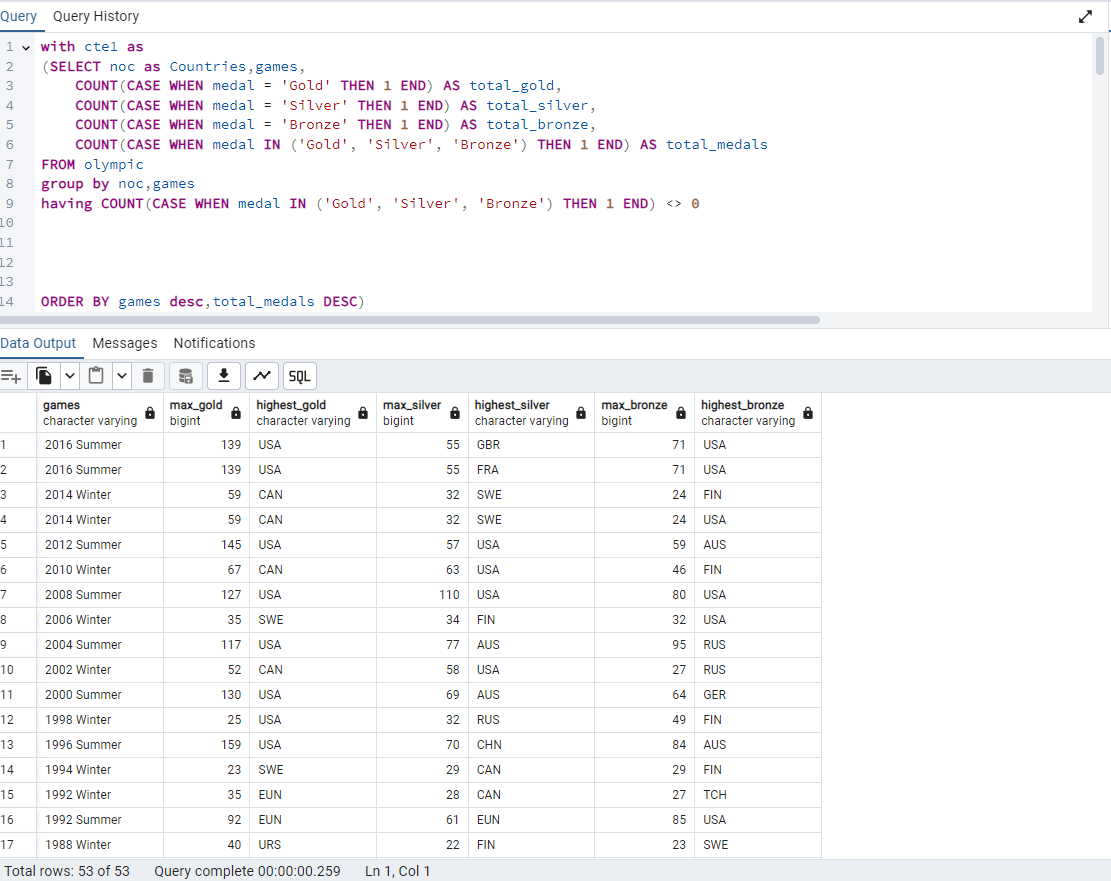 Query Query History
1 with cte1 as
2 (SELECT noc as Countries,games,
3 COUNT(CASE WHEN medal = 'Gold' THEN 1 END) AS total_gold,
4 COUNT(CASE WHEN medal = 'Silver' THEN 1 END) AS total_silver,
5 COUNT(CASE WHEN medal = 'Bronze' THEN 1 END) AS total_bronze,
6 COUNT(CASE WHEN medal IN ('Gold', 'Silver', 'Bronze') THEN 1 END) AS total_medals
7 FROM olympic
8 group by noc,games
9 having COUNT(CASE WHEN medal IN ('Gold', 'Silver', 'Bronze') THEN 1 END) <> 0
10
11
12
13
14 ORDER BY games desc,total_medals DESC)
Data Output Messages Notifications
SQL
games max_gold highest_gold max_silver highest_silver max_bronze highest_bronze
character varying bigint character varying bigint character varying bigint character varying
1 2016 Summer 139 USA 55 GBR 71 USA
2 2016 Summer 139 USA 55 FRA 71 USA
3 2014 Winter 59 CAN 32 SWE 24 FIN
4 2014 Winter 59 CAN 32 SWE 24 USA
5 2012 Summer 145 USA 57 USA 59 AUS
6 2010 Winter 67 CAN 63 USA 46 FIN
7 2008 Summer 127 USA 110 USA 80 USA
8 2006 Winter 35 SWE 34 FIN 32 USA
9 2004 Summer 117 USA 77 AUS 95 RUS
10 2002 Winter 52 CAN 58 USA 27 RUS
11 2000 Summer 130 USA 69 AUS 64 GER
12 1998 Winter 25 USA 32 RUS 49 FIN
13 1996 Summer 159 USA 70 CHN 84 AUS
14 1994 Winter 23 SWE 29 CAN 29 FIN
15 1992 Winter 35 EUN 28 CAN 27 TCH
16 1992 Summer 92 EUN 61 EUN 85 USA
17 1988 Winter 40 URS 22 FIN 23 SWE
Total rows: 53 of 53 Query complete 00:00:00.259 Ln 1, Col 1